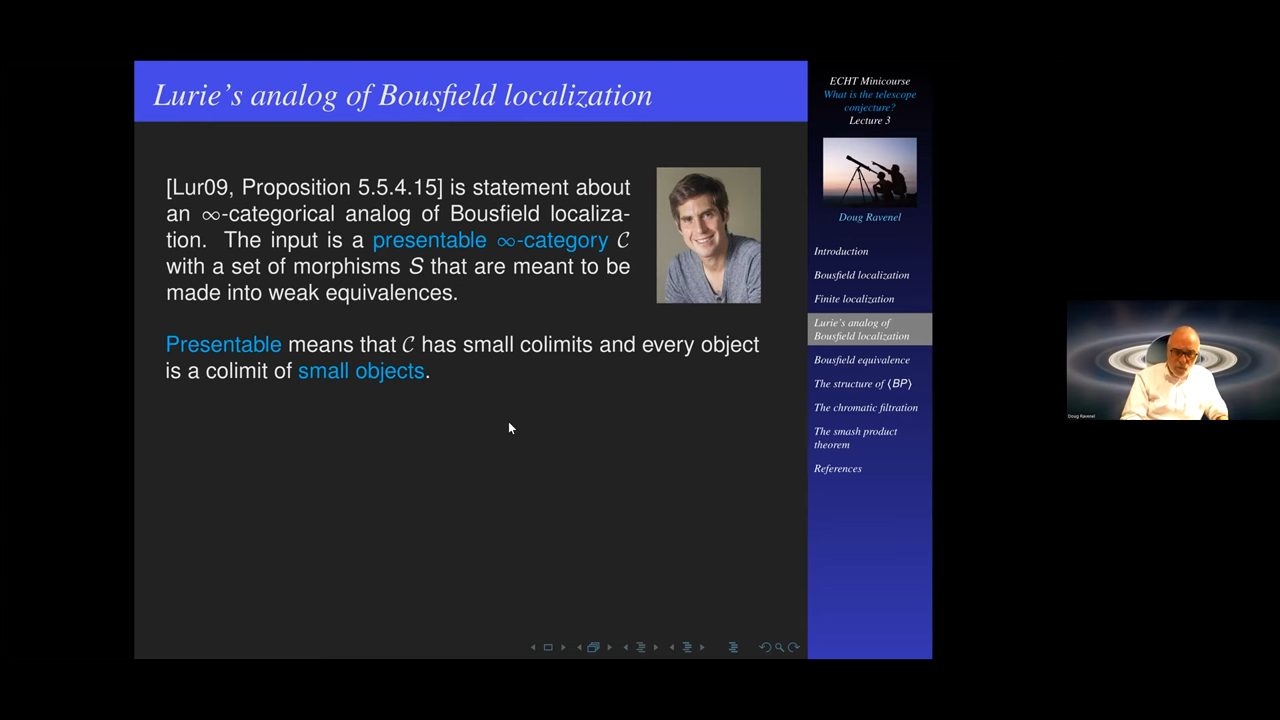 Lurie's analog of Bousfield localization
[Lur09, Proposition 5.5.4.15] is statement about
an ∞-categorical analog of Bousfield localiza-
tion. The input is a presentable ∞-category C
with a set of morphisms S that are meant to be
made into weak equivalences.
Presentable means that C has small colimits and every object
is a colimit of small objects.
ECHT Minicourse
What is the telescope
conjecture?
Lecture 3
Doug Ravenel
Introduction
Bousfield localization
Finite localization
Lurie's analog of
Bousfield localization
Bousfield equivalence
The structure of ⟨BP⟩
The chromatic filtration
The smash product
theorem
References
Doug Ravenel